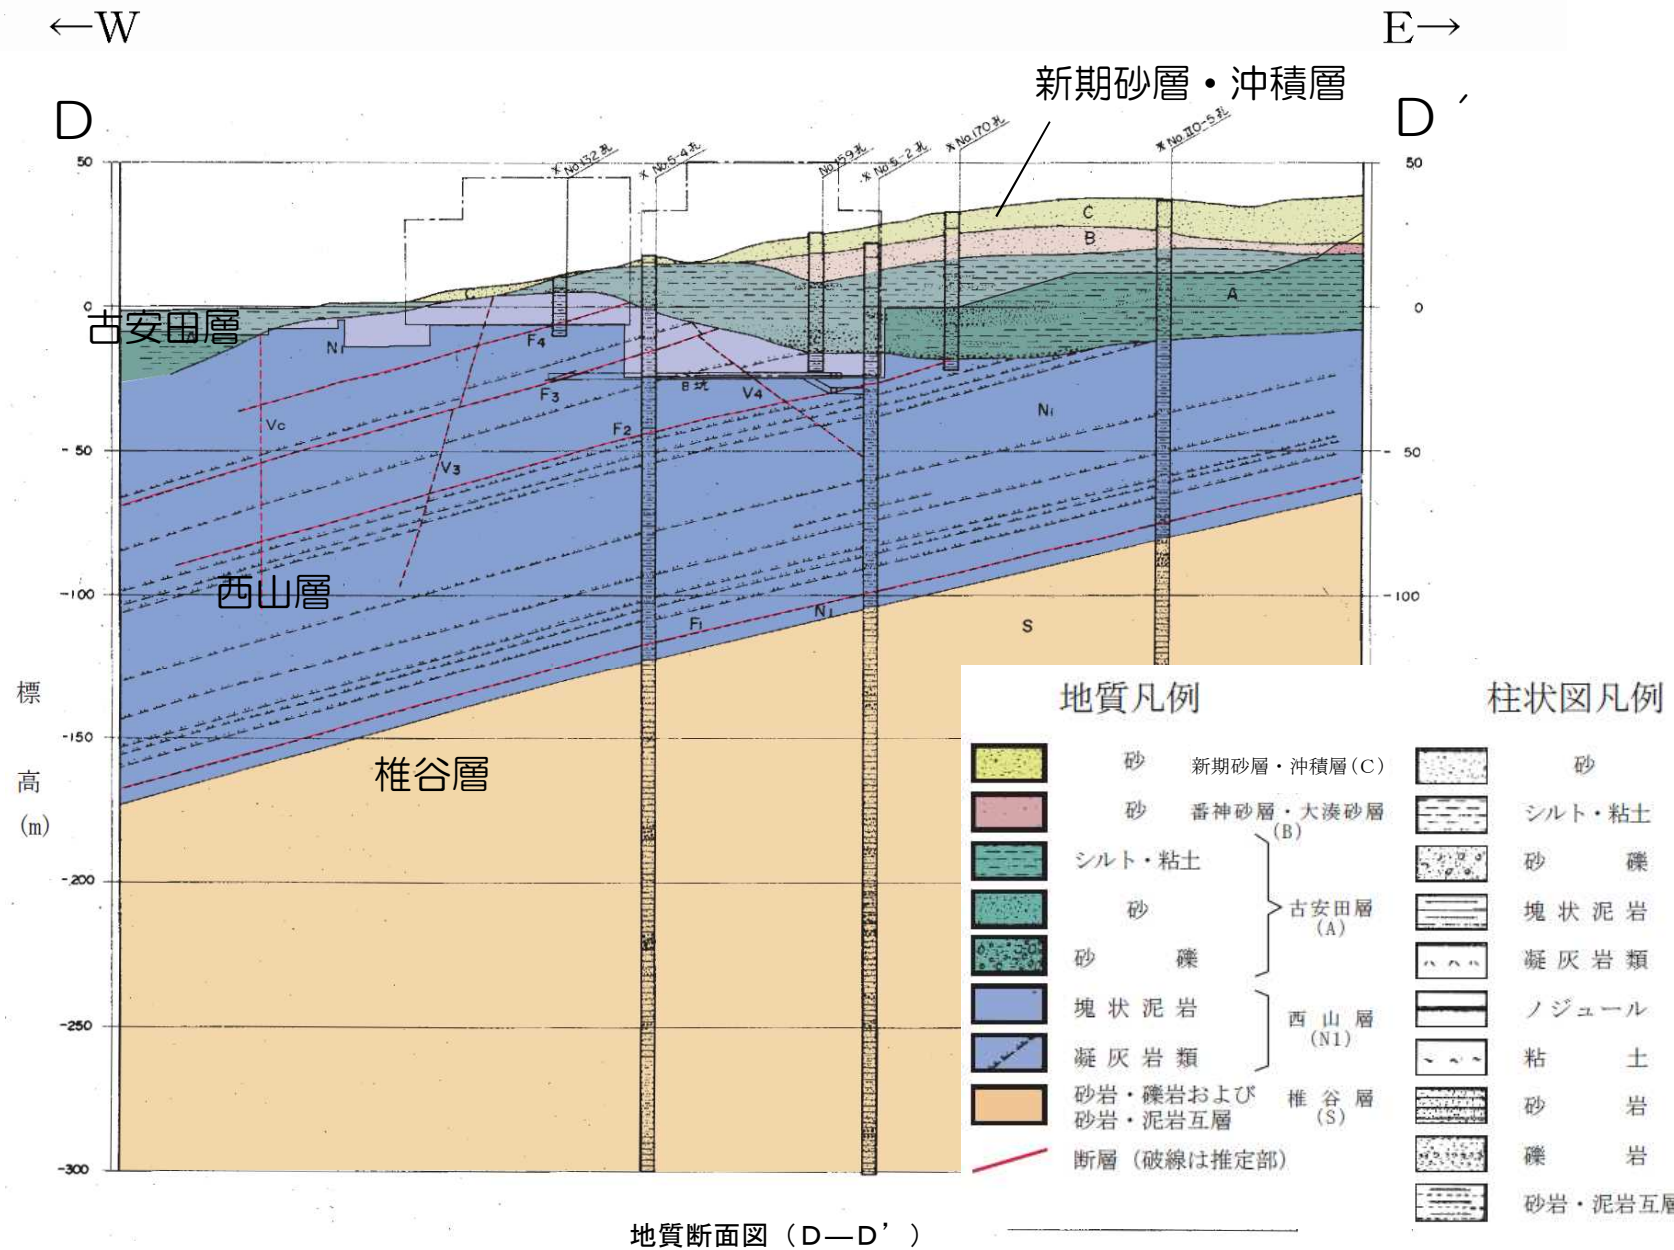 ←W
E→
新期砂層・沖積層
D
D´
※No.132孔
※No.5-4孔
No.159孔
※No.5-2孔
※No.170孔
50
50
C
B
A
C
0
0
古安田層
N1
F4
F3
B坑
V4
N1
Vc
F2
V3
-50
- 50
西山層
-100
-100
F1
N1
S
標
高
(m)
-150
椎谷層
-200
-250
-300
地質凡例
砂 新期砂層・沖積層(C)
砂 番神砂層・大湊砂層
(B)
シルト・粘土
砂
古安田層
(A)
砂 礫
塊状泥岩
西山層
(N1)
凝灰岩類
砂岩・礫岩および
砂岩・泥岩互層
椎谷層
(S)
断層（破線は推定部）
柱状図凡例
砂
シルト・粘土
砂 礫
塊状泥岩
凝灰岩類
ノジュール
粘 土
砂 岩
礫 岩
砂岩・泥岩互層
地質断面図（D―D’）